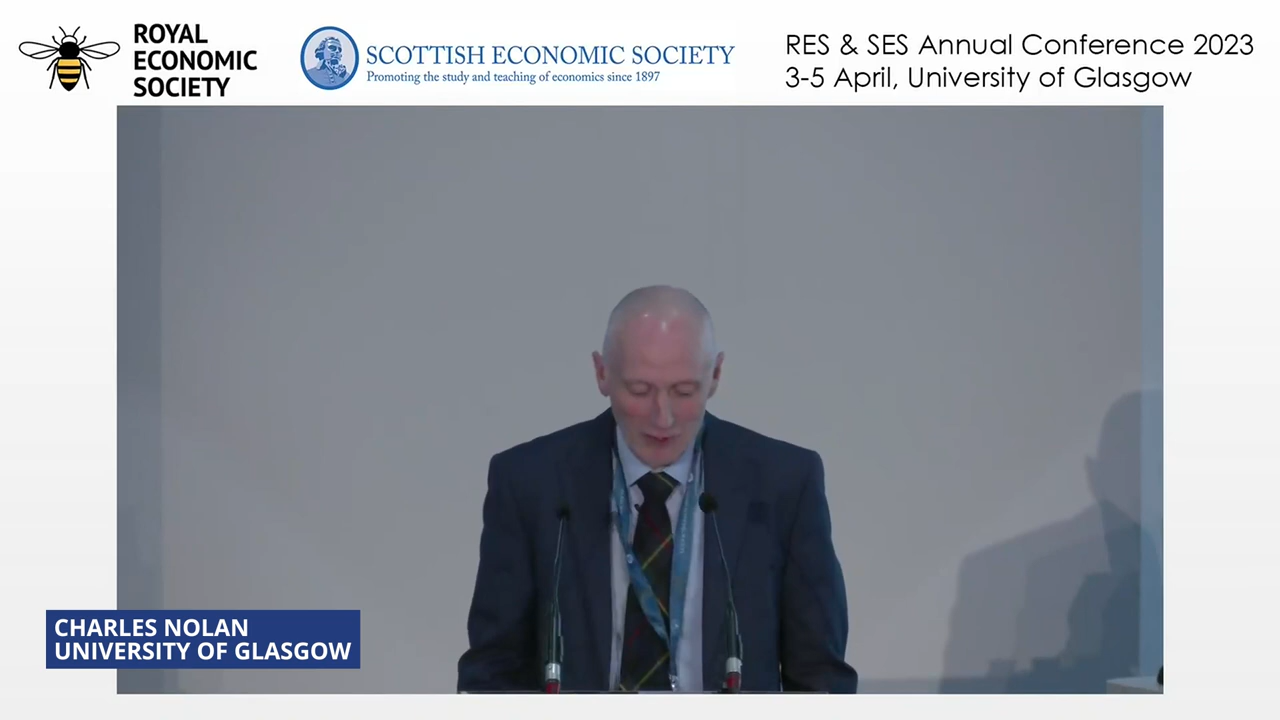 ROYAL
ECONOMIC
SOCIETY
SCOTTISH ECONOMIC SOCIETY
Promoting the study and teaching of economics since 1897
RES & SES Annual Conference 2023
3-5 April, University of Glasgow
CHARLES NOLAN
UNIVERSITY OF GLASGOW